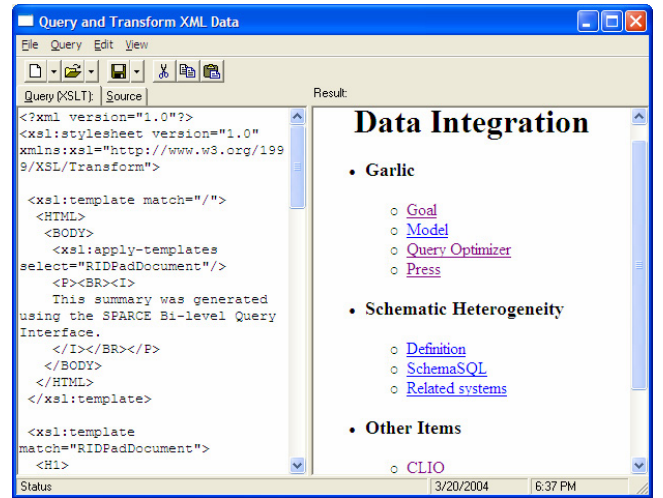 Query and Transform XML Data
File Query Edit View
Query (XSLT): Source
Result:
<?xml version="1.0"?>
<xsl:stylesheet version="1.0"
xmlns:xsl="http://www.w3.org/199
9/XSL/Transform">
<xsl:template match="/">
<HTML>
<BODY>
<xsl:apply-templates
select="RIDPadDocument"/>
<P><BR><I>
This summary was generated
using the SPARCE Bi-level Query
Interface.
</I></BR></P>
</BODY>
</HTML>
</xsl:template>
<xsl:template
match="RIDPadDocument">
<H1>
Data Integration
• Garlic
o Goal
o Model
o Query Optimizer
o Press
• Schematic Heterogeneity
o Definition
o SchemaSQL
o Related systems
• Other Items
o CLIO
Status 3/20/2004 6:37 PM